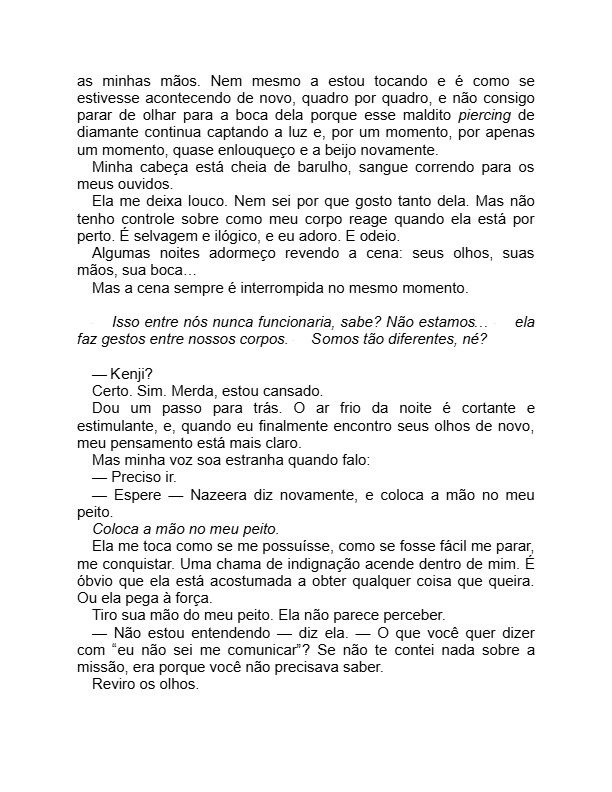 as minhas mãos. Nem mesmo a estou tocando e é como se
estivesse acontecendo de novo, quadro por quadro, e não consigo
parar de olhar para a boca dela porque esse maldito piercing de
diamante continua captando a luz e, por um momento, por apenas
um momento, quase enlouqueço e a beijo novamente.
Minha cabeça está cheia de barulho, sangue correndo para os
meus ouvidos.
Ela me deixa louco. Nem sei por que gosto tanto dela. Mas não
tenho controle sobre como meu corpo reage quando ela está por
perto. É selvagem e ilógico, e eu adoro. E odeio.
Algumas noites adormeço revendo a cena: seus olhos, suas
mãos, sua boca…
Mas a cena sempre é interrompida no mesmo momento.
Isso entre nós nunca funcionaria, sabe? Não estamos… ela
faz gestos entre nossos corpos. Somos tão diferentes, né?
— Kenji?
Certo. Sim. Merda, estou cansado.
Dou um passo para trás. O ar frio da noite é cortante e
estimulante, e, quando eu finalmente encontro seus olhos de novo,
meu pensamento está mais claro.
Mas minha voz soa estranha quando falo:
— Preciso ir.
— Espere — Nazeera diz novamente, e coloca a mão no meu
peito.
Coloca a mão no meu peito.
Ela me toca como se me possuísse, como se fosse fácil me parar,
me conquistar. Uma chama de indignação acende dentro de mim. É
óbvio que ela está acostumada a obter qualquer coisa que queira.
Ou ela pega à força.
Tiro sua mão do meu peito. Ela não parece perceber.
— Não estou entendendo — diz ela. — O que você quer dizer
com “eu não sei me comunicar”? Se não te contei nada sobre a
missão, era porque você não precisava saber.
Reviro os olhos.